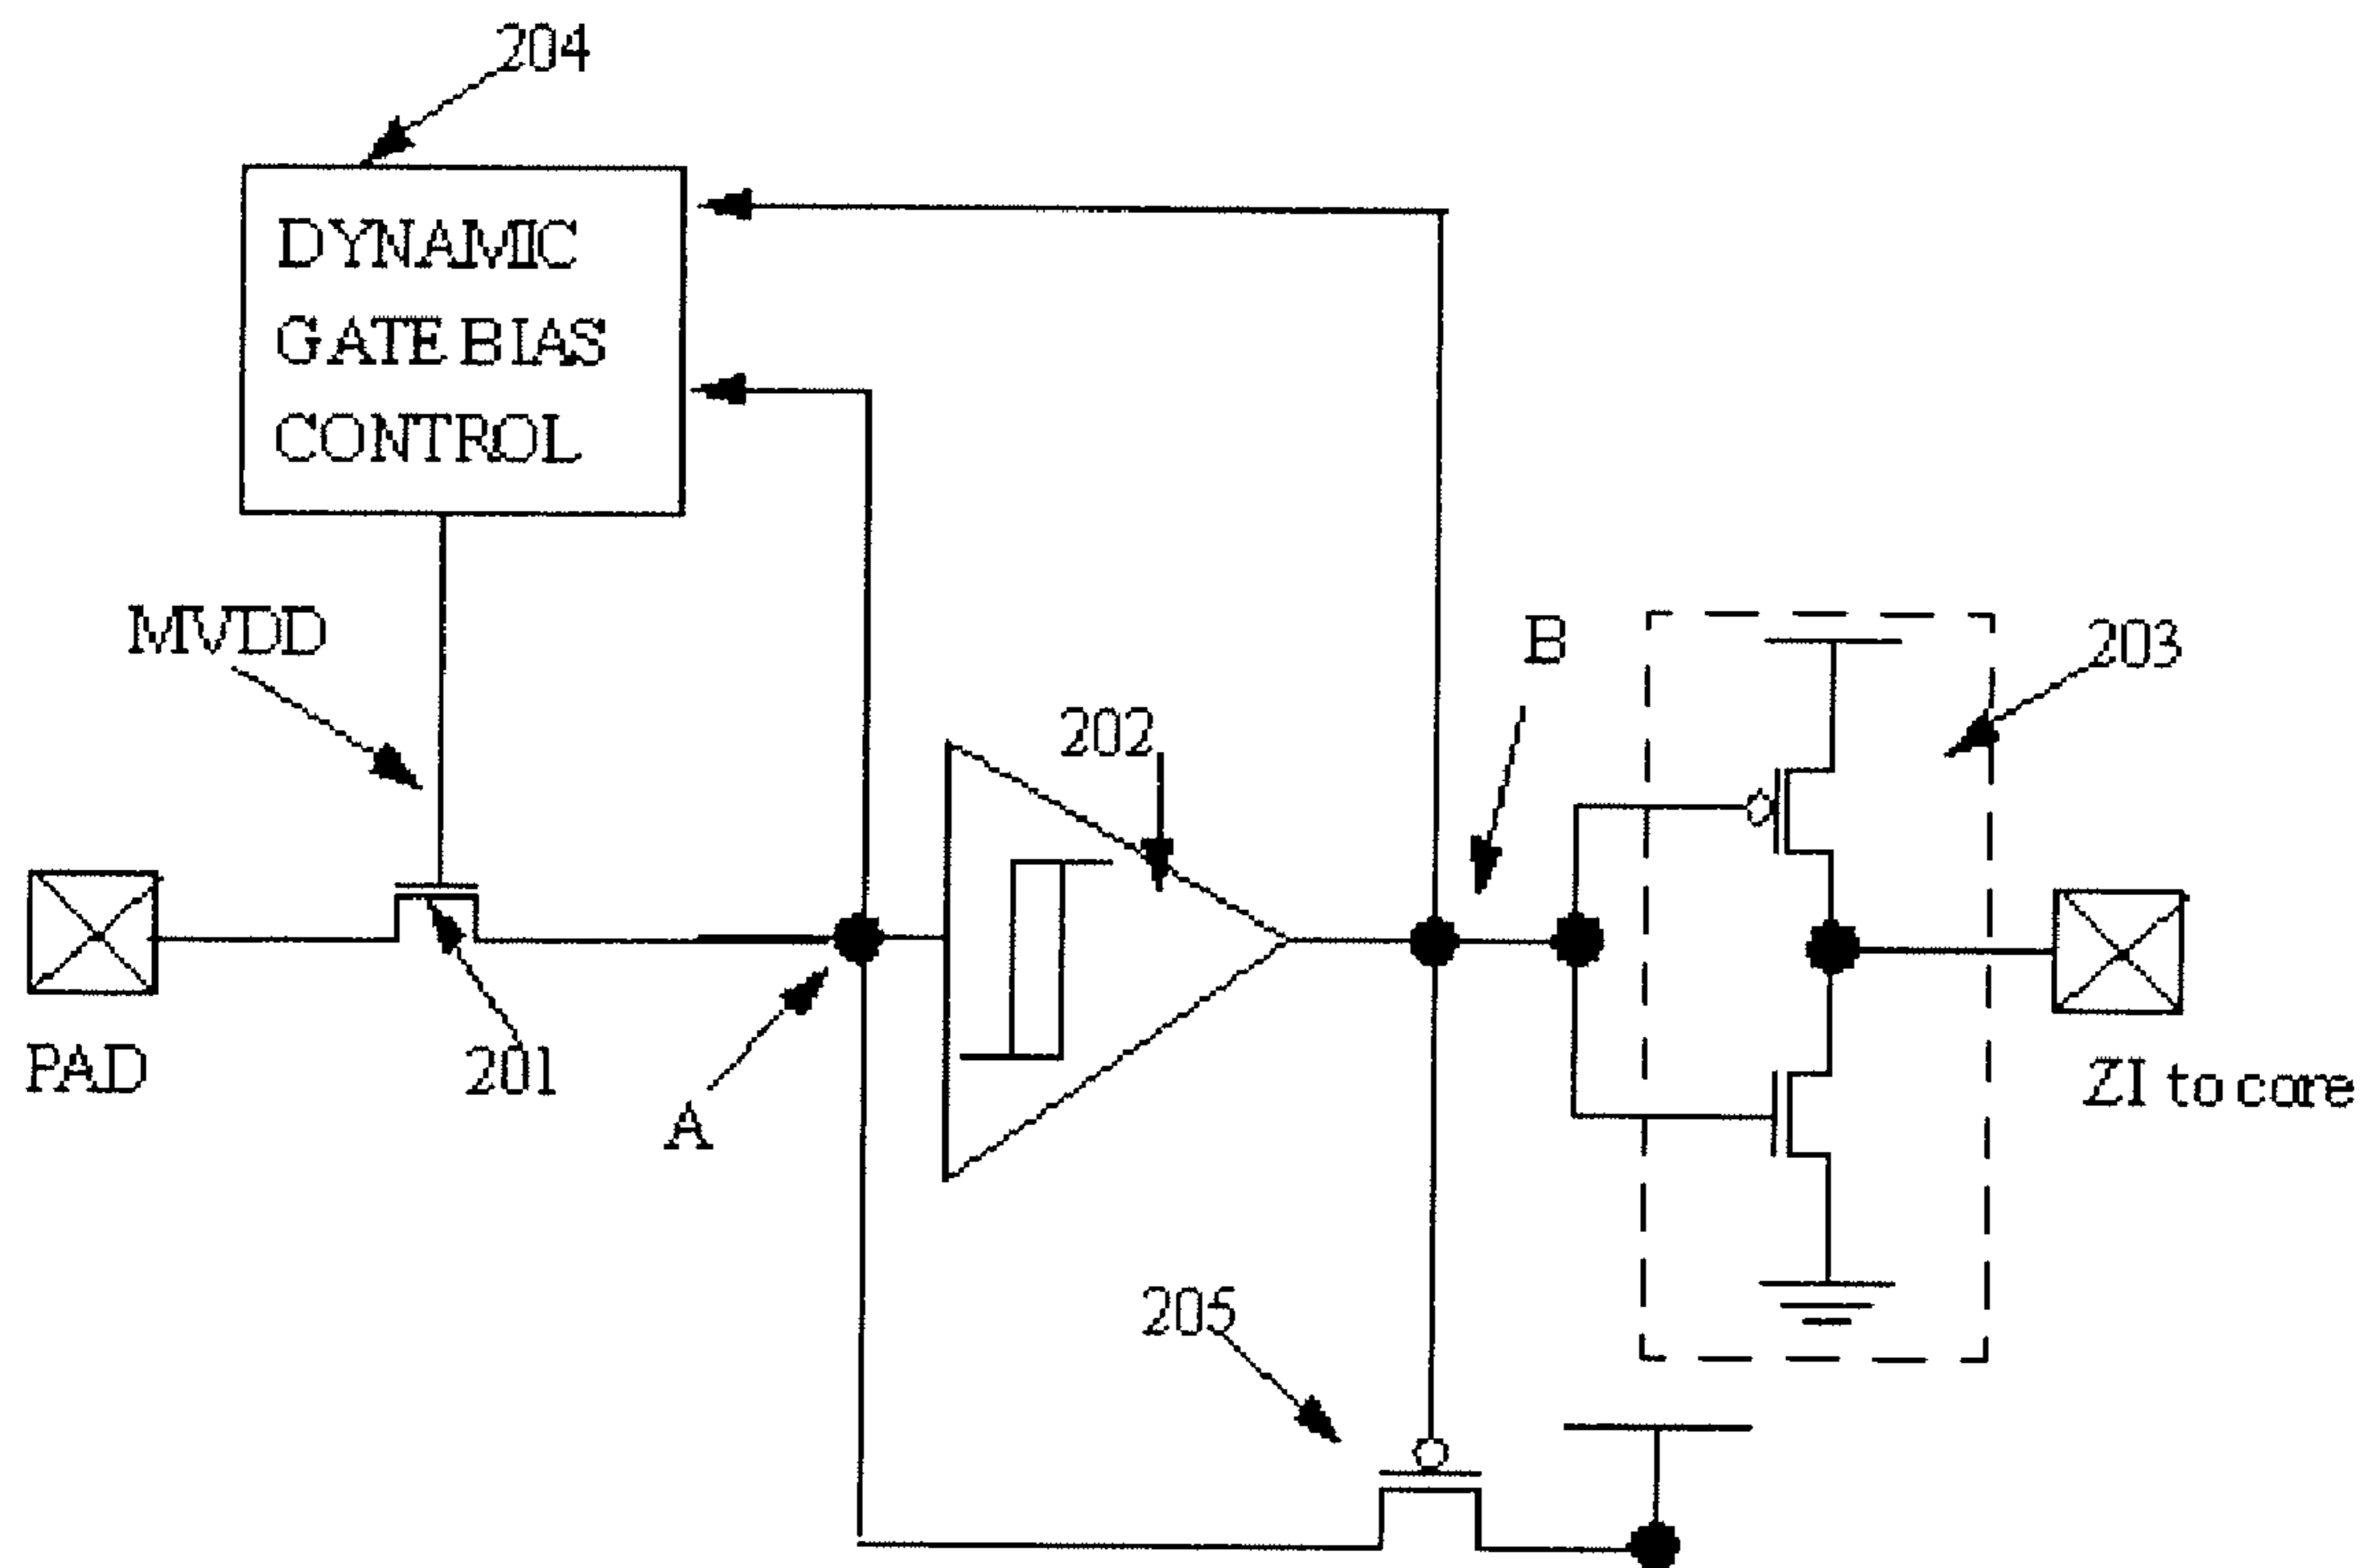 204
DYNAMIC
GATE BIAS
CONTROL
MVDD
B
203
202
PAD
201
A
ZI to core
205